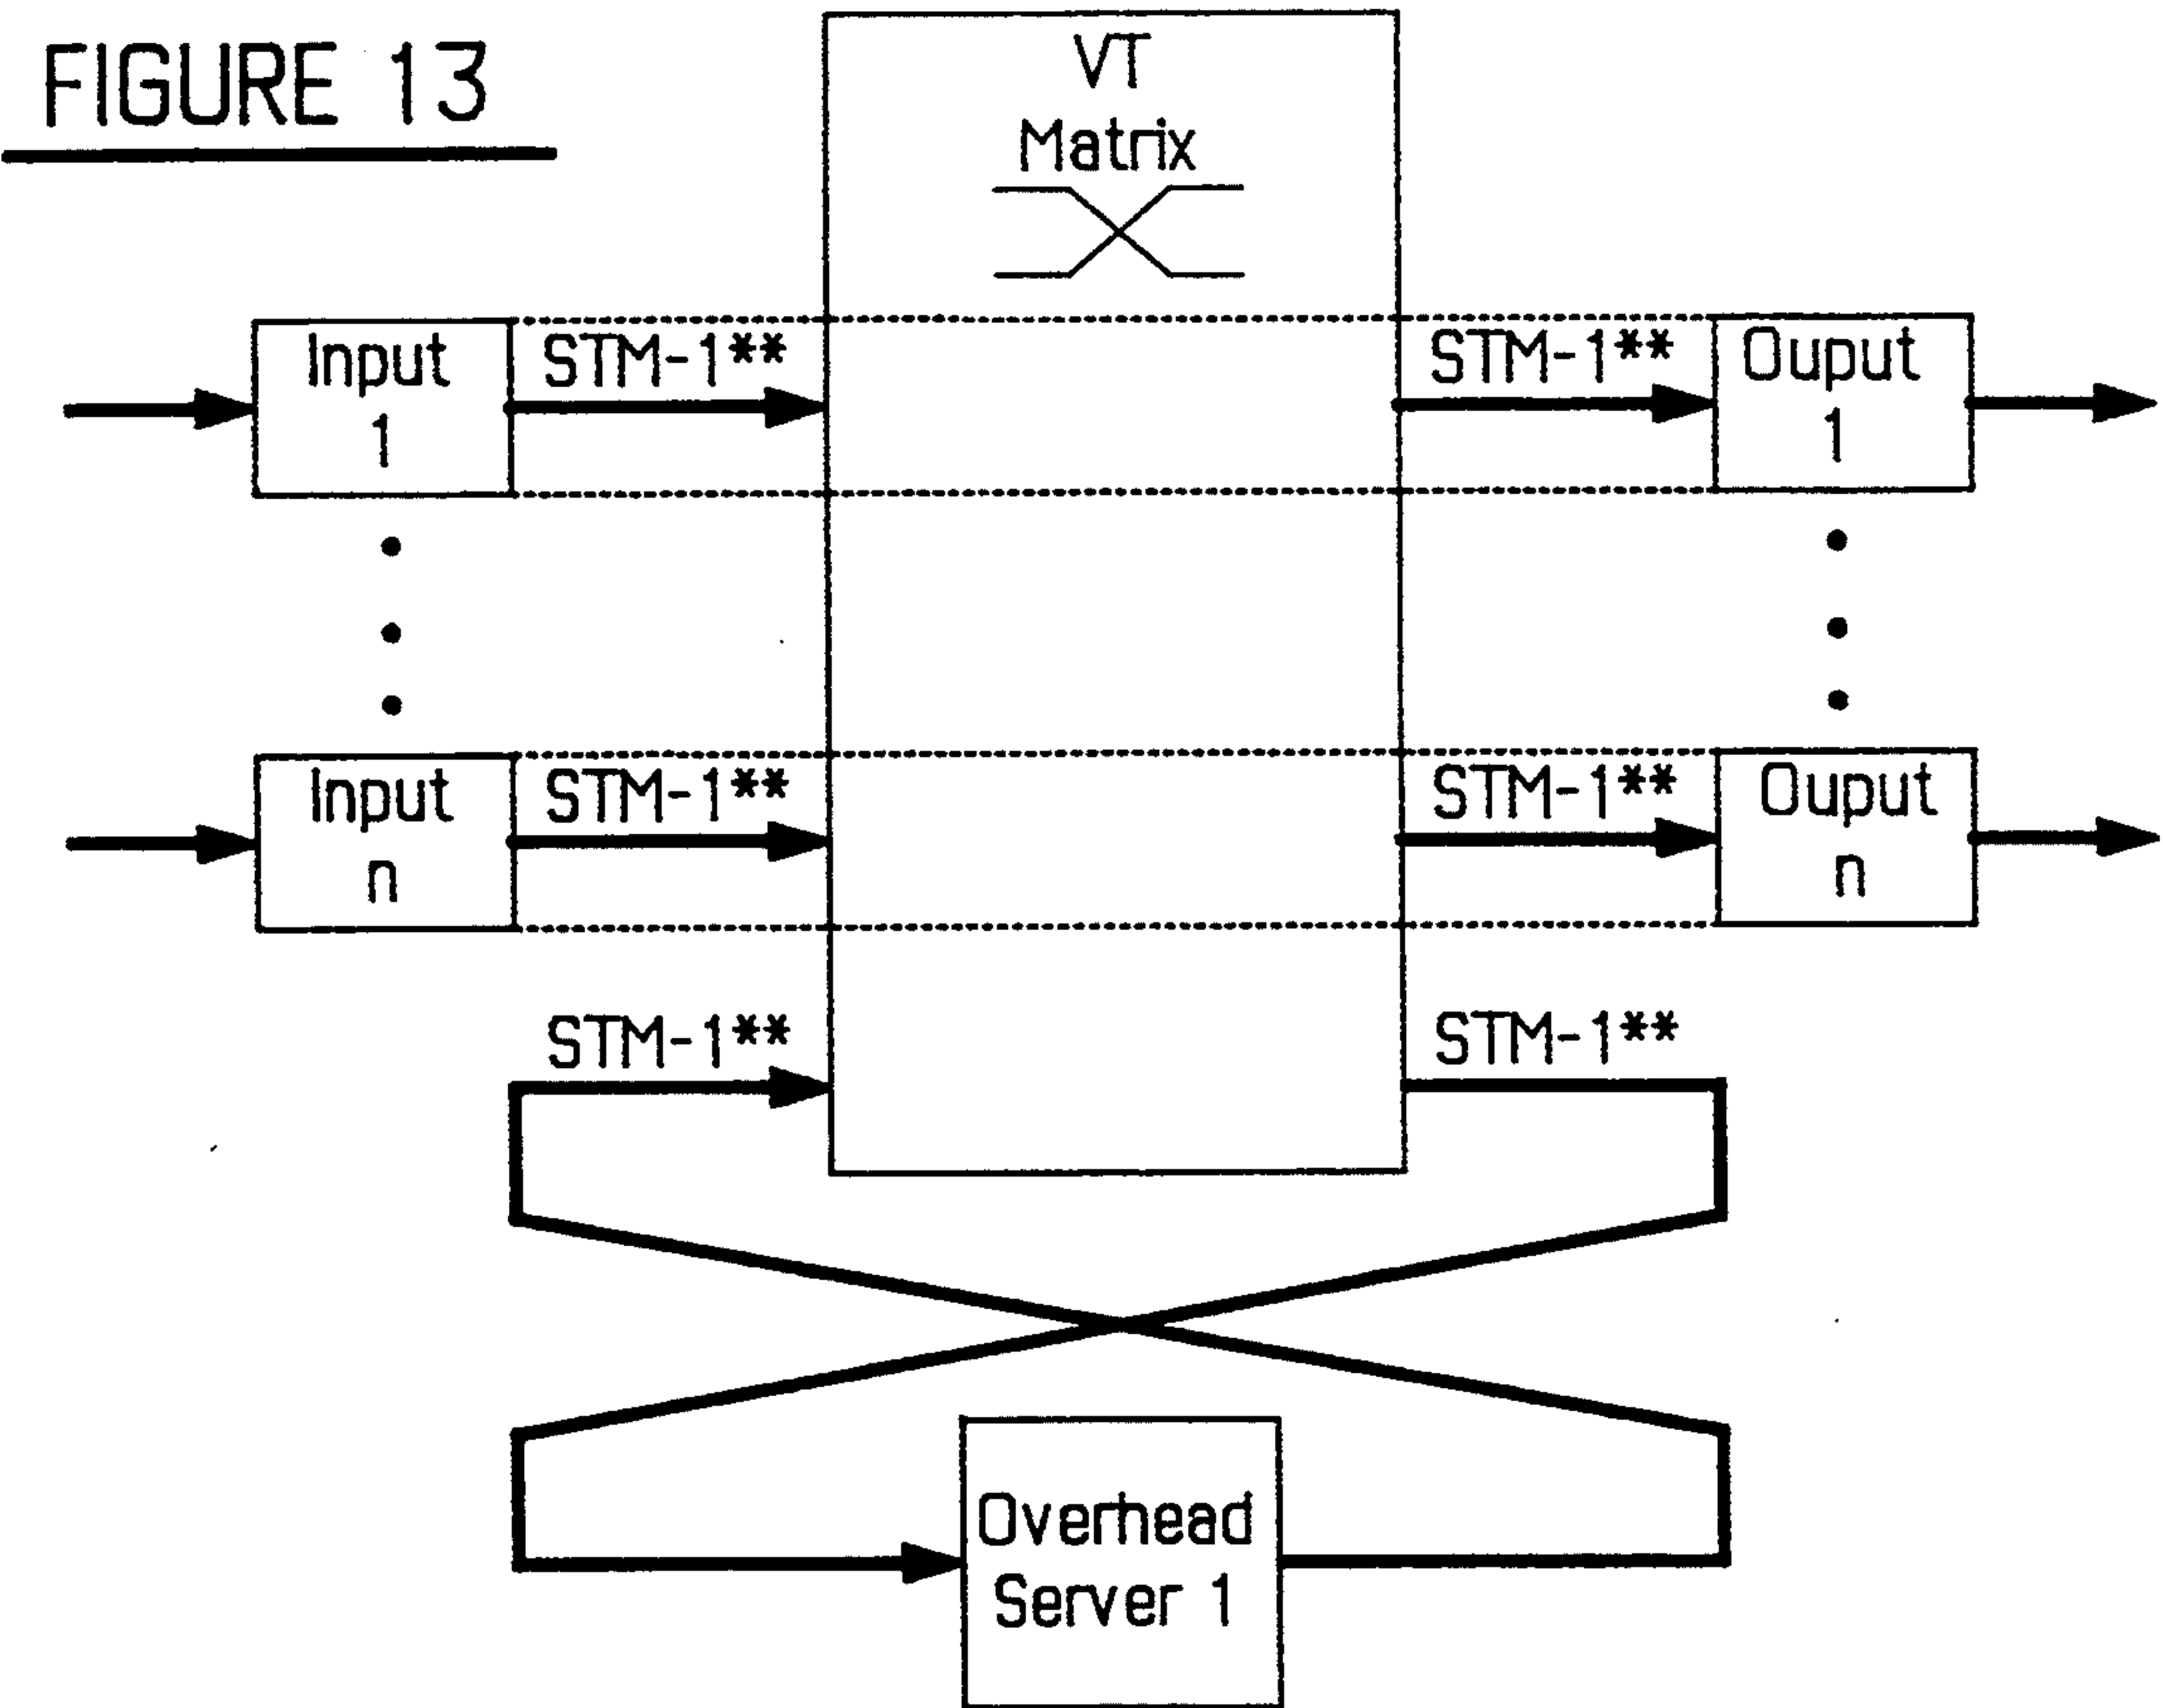 FIGURE 13
VT
Matrix
Input
1
STM-1**
STM-1**
Ouput
1
Input
n
STM-1**
STM-1**
Ouput
n
STM-1**
STM-1**
Overhead
Server 1